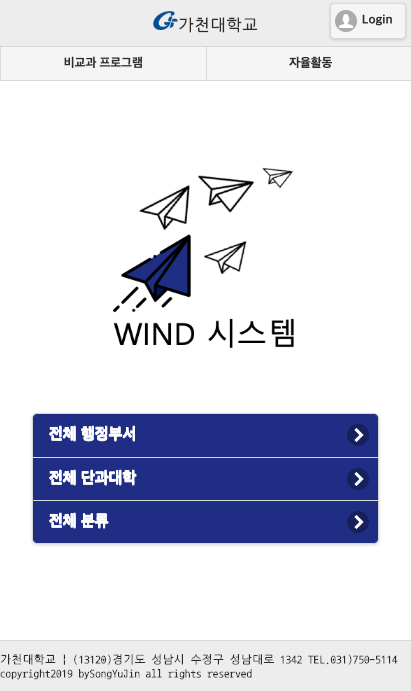 가천대학교
Login
비교과 프로그램
자율활동
WIND 시스템
전체 행정부서
전체 단과대학
전체 분류
가천대학교 | (13120)경기도 성남시 수정구 성남대로 1342 TEL.031)750-5114
copyright2019 bySongYuJin all rights reserved